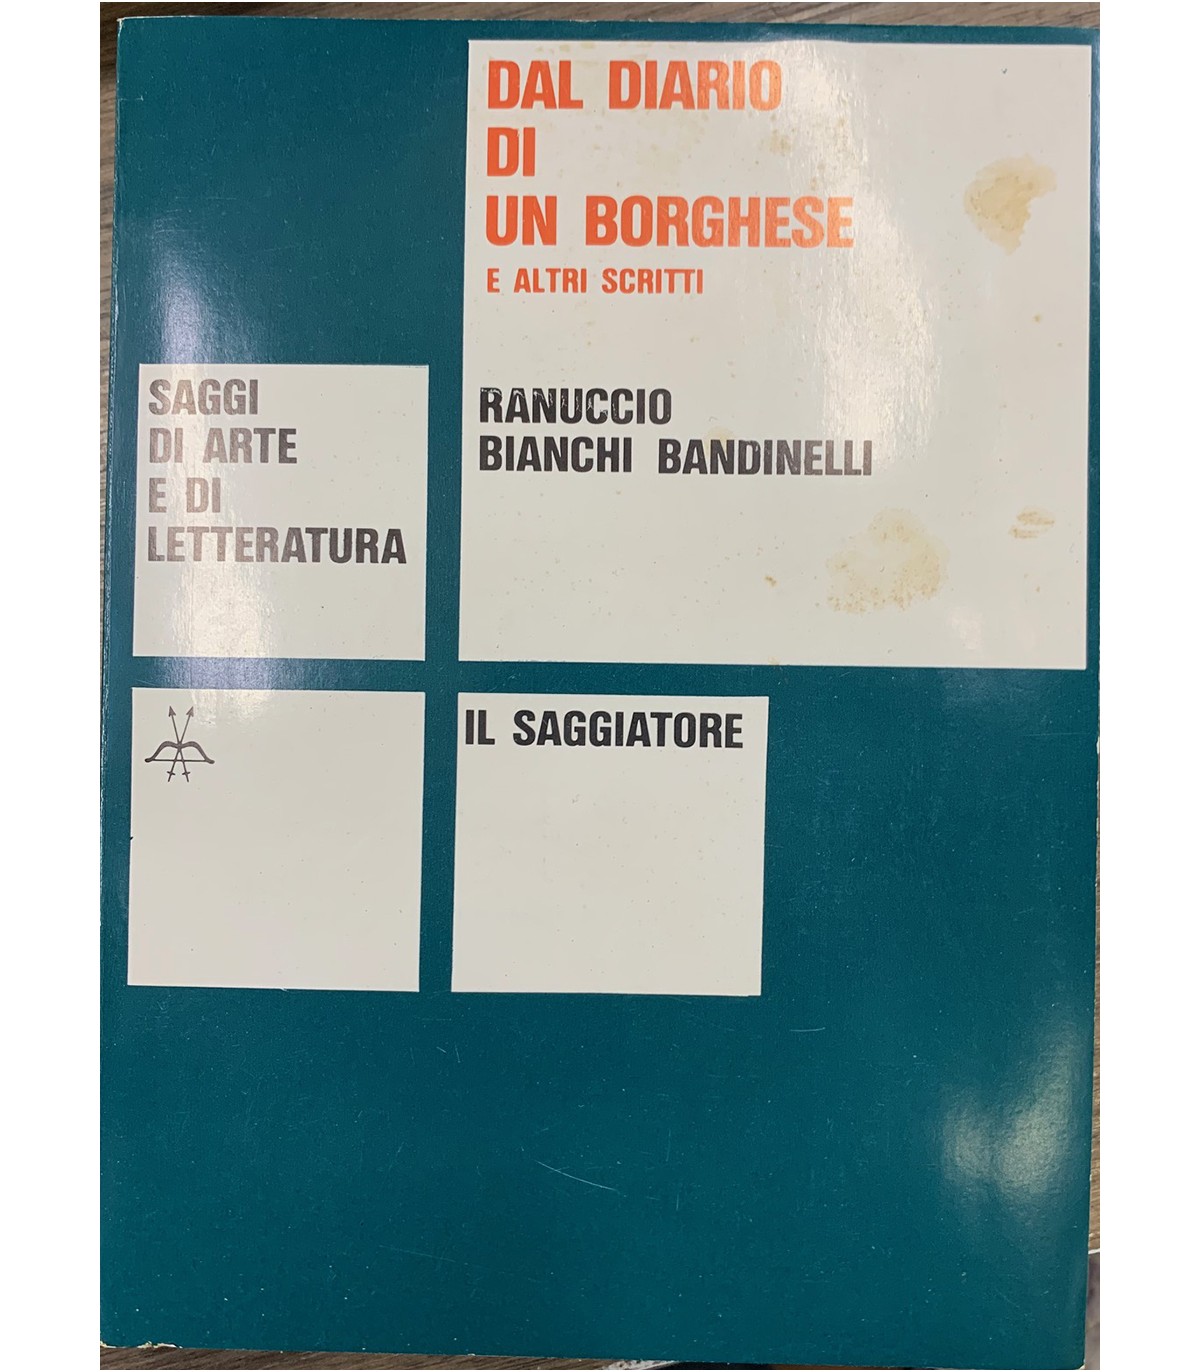 DAL DIARIO
DI
UN BORGHESE
E ALTRI SCRITTI
RANUCCIO
BIANCHI BANDINELLI
SAGGI
DI ARTE
E DI
LETTERATURA
IL SAGGIATORE